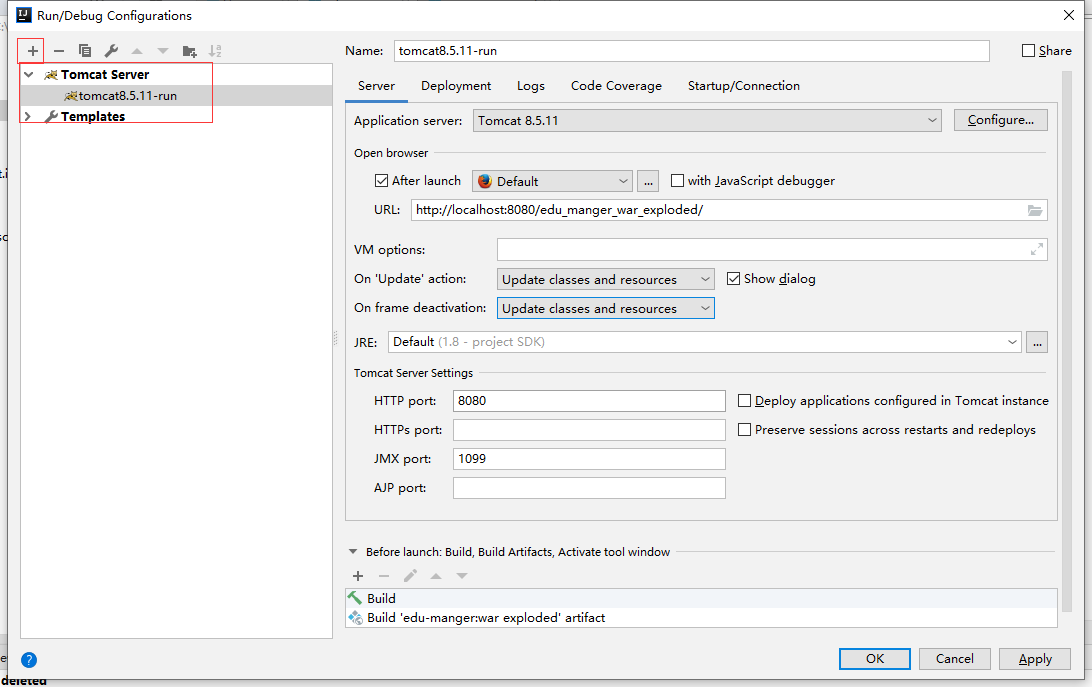 Run/Debug Configurations
Name: tomcat8.5.11-run Share
Tomcat Server
tomcat8.5.11-run
Templates
Server Deployment Logs Code Coverage Startup/Connection
Application server: Tomcat 8.5.11 Configure...
Open browser
After launch Default ... with JavaScript debugger
URL: http://localhost:8080/edu_manger_war_exploded/
VM options:
On 'Update' action: Update classes and resources Show dialog
On frame deactivation: Update classes and resources
JRE: Default (1.8 - project SDK) ...
Tomcat Server Settings
HTTP port: 8080 Deploy applications configured in Tomcat instance
HTTPs port: Preserve sessions across restarts and redeploys
JMX port: 1099
AJP port:
Before launch: Build, Build Artifacts, Activate tool window
Build
Build 'edu-manger:war exploded' artifact
? OK Cancel Apply
deleted